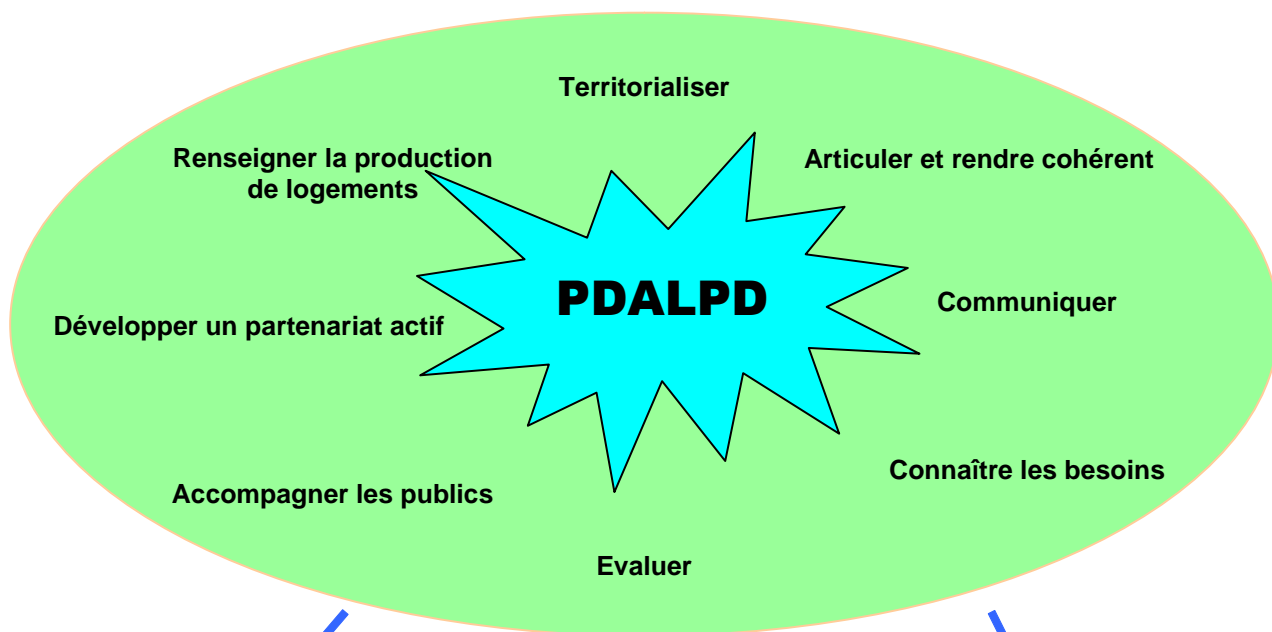 Territorialiser
Renseigner la production
de logements
Articuler et rendre cohérent
PDALPD
Communiquer
Développer un partenariat actif
Connaître les besoins
Accompagner les publics
Evaluer